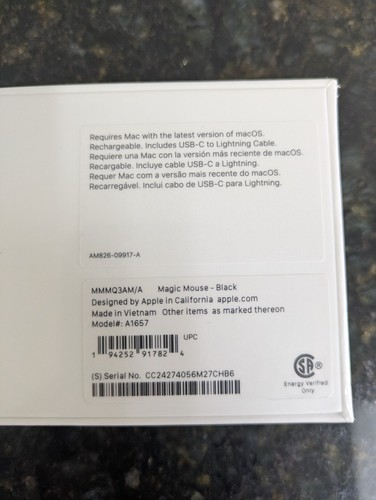 Requires Mac with the latest version of macOS.
Rechargeable. Includes USB-C to Lightning Cable.
Requiere una Mac con la versión más reciente de macOS.
Recargable. Incluye cable USB-C a Lightning.
Requer Mac com a versão mais recente do macOS.
Recarregável. Inclui cabo de USB-C para Lightning.
AM826-09917-A
MMMQ3AM/A Magic Mouse - Black
Designed by Apple in California apple.com
Made in Vietnam Other items as marked thereon
Model#: A1657
UPC
1 94252 91782 4
SA ®
Energy Verified
Only
(S) Serial No. CC24274056M27CHB6